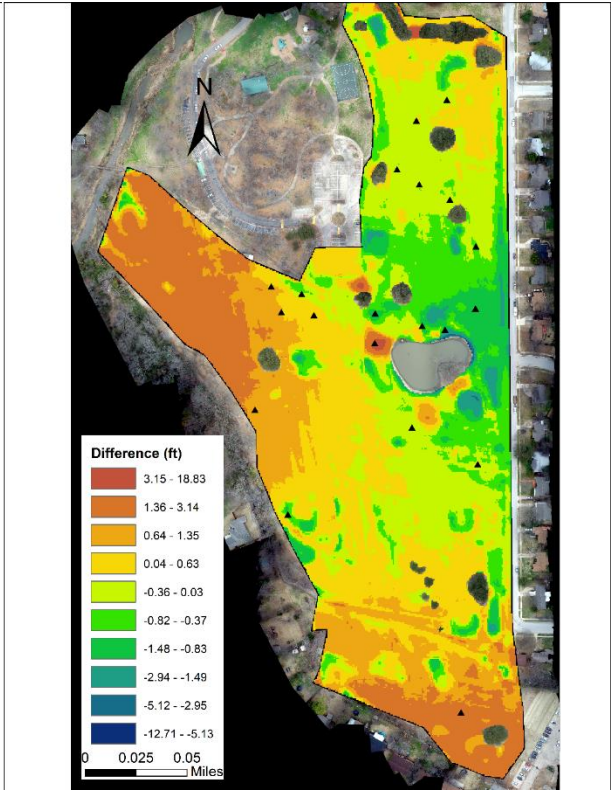 N
Difference (ft)
3.15 - 18.83
1.36 - 3.14
0.64 - 1.35
0.04 - 0.63
-0.36 - 0.03
-0.82 - -0.37
-1.48 - -0.83
-2.94 - -1.49
-5.12 - -2.95
-12.71 - -5.13
0 0.025 0.05
Miles